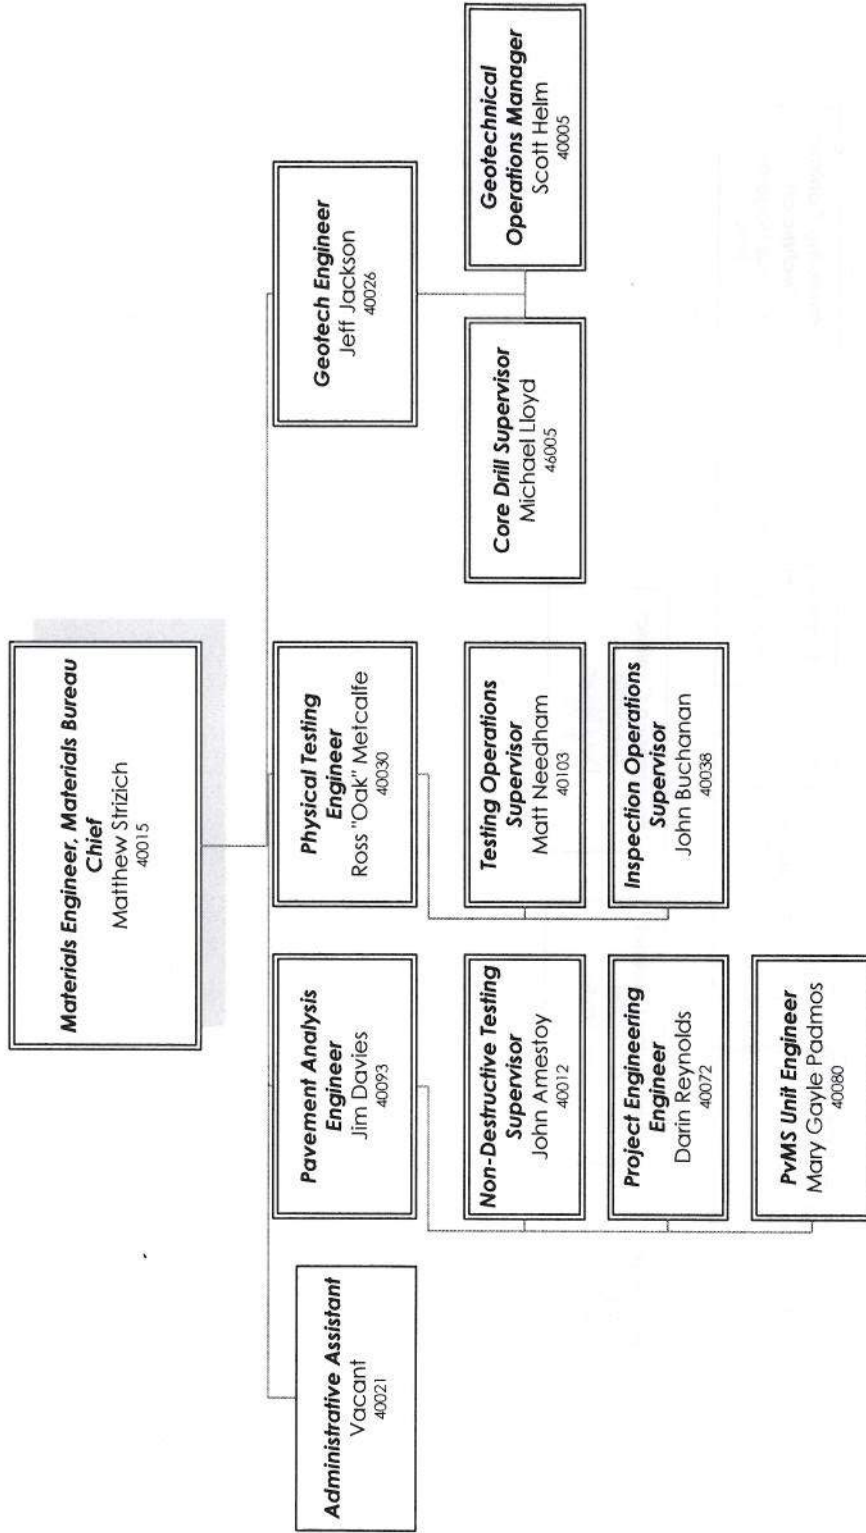 Materials Engineer, Materials Bureau
Chief
Matthew Strizich
40015
Administrative Assistant
Vacant
40021
Pavement Analysis
Engineer
Jim Davies
40093
Non-Destructive Testing
Supervisor
John Amestoy
40012
Project Engineering
Engineer
Darin Reynolds
40072
PvMS Unit Engineer
Mary Gayle Padmos
40080
Physical Testing
Engineer
Ross "Oak" Metcalfe
40030
Testing Operations
Supervisor
Matt Needham
40103
Inspection Operations
Supervisor
John Buchanan
40038
Geotech Engineer
Jeff Jackson
40026
Core Drill Supervisor
Michael Lloyd
46005
Geotechnical
Operations Manager
Scott Helm
40005